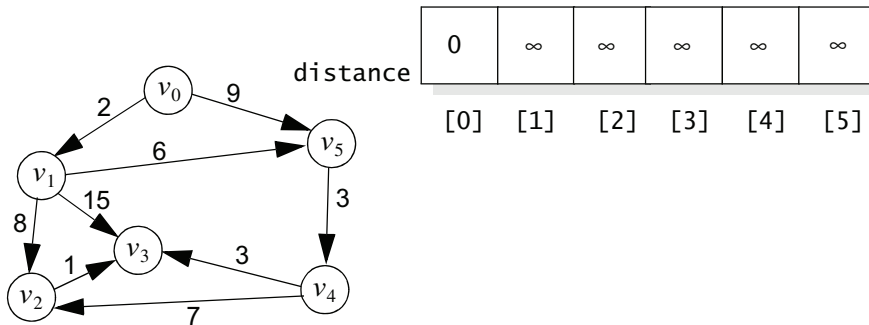 0 ∞ ∞ ∞ ∞ ∞
distance
[0] [1] [2] [3] [4] [5]
v0
2
9
6
v5
v1
15
3
8
v3
1
3
v2
v4
7